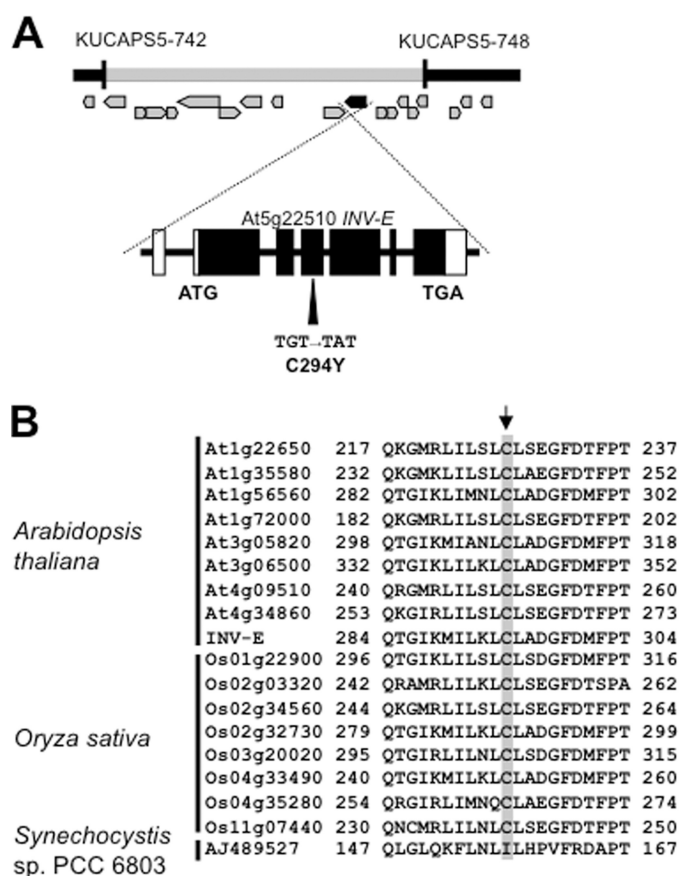 A
KUCAPS5-742
KUCAPS5-748
At5g22510 INV-E
ATG
TGA
TGT→TAT
C294Y
B
Arabidopsis
thaliana
At1g22650 217 QKGMRLILSLCLSEGFDTFPT 237
At1g35580 232 QKGMKLILSLCLAEGFDTFPT 252
At1g56560 282 QTGIKLIMNLCLADGFDMFPT 302
At1g72000 182 QKGMRLILSLCLSEGFDTFPT 202
At3g05820 298 QTGIKMIANLCLADGFDMFPT 318
At3g06500 332 QTGIKLILKLCLADGFDMFPT 352
At4g09510 240 QRGMRLILSLCLSEGFDTFPT 260
At4g34860 253 QKGIRLILSLCLSEGFDTFPT 273
INV-E 284 QTGIKMILKLCLADGFDMFPT 304
Oryza sativa
Os01g22900 296 QTGIKLILSLCLSDGFDMFPT 316
Os02g03320 242 QRAMRLILKLCLSEGFDTSPA 262
Os02g34560 244 QKGMRLILSLCLSEGFDTFPT 264
Os02g32730 279 QTGIKMILKLCLADGFDMFPT 299
Os03g20020 295 QTGIRLILNLCLSDGFDMFPT 315
Os04g33490 240 QTGIKMILKLCLSDGFDMFPT 260
Os04g35280 254 QRGIRLIMNQCLAEGFDTFPT 274
Os11g07440 230 QNCMRLILNLCLSEGFDTFPT 250
Synechocystis
sp. PCC 6803
AJ489527 147 QLGLQKFLNLILHPVFRDAPT 167